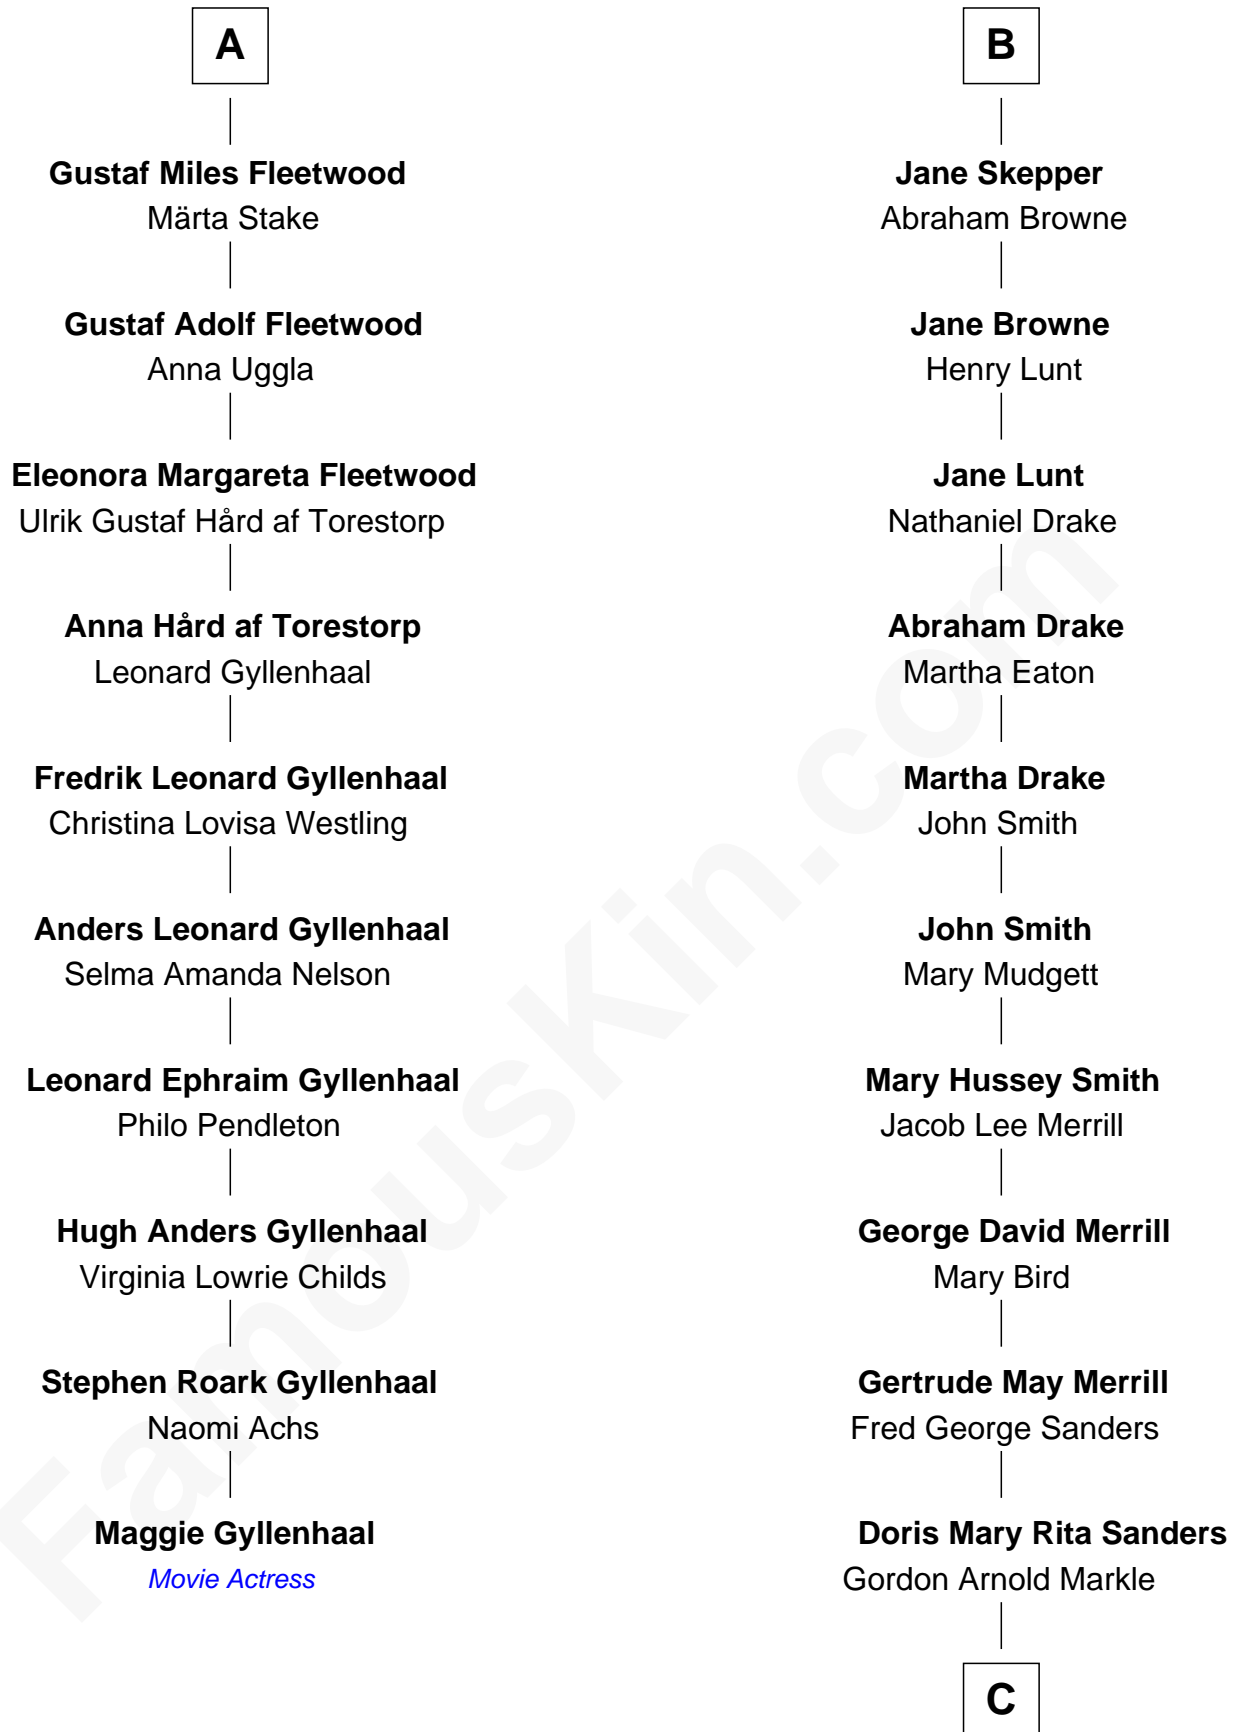 A
Gustaf Miles Fleetwood
Märta Stake
Gustaf Adolf Fleetwood
Anna Uggla
Eleonora Margareta Fleetwood
Ulrik Gustaf Hård af Torestorp
Anna Hård af Torestorp
Leonard Gyllenhaal
Fredrik Leonard Gyllenhaal
Christina Lovisa Westling
Anders Leonard Gyllenhaal
Selma Amanda Nelson
Leonard Ephraim Gyllenhaal
Philo Pendleton
Hugh Anders Gyllenhaal
Virginia Lowrie Childs
Stephen Roark Gyllenhaal
Naomi Achs
Maggie Gyllenhaal
Movie Actress
B
Jane Skepper
Abraham Browne
Jane Browne
Henry Lunt
Jane Lunt
Nathaniel Drake
Abraham Drake
Martha Eaton
Martha Drake
John Smith
John Smith
Mary Mudgett
Mary Hussey Smith
Jacob Lee Merrill
George David Merrill
Mary Bird
Gertrude May Merrill
Fred George Sanders
Doris Mary Rita Sanders
Gordon Arnold Markle
C
FamousKin.com